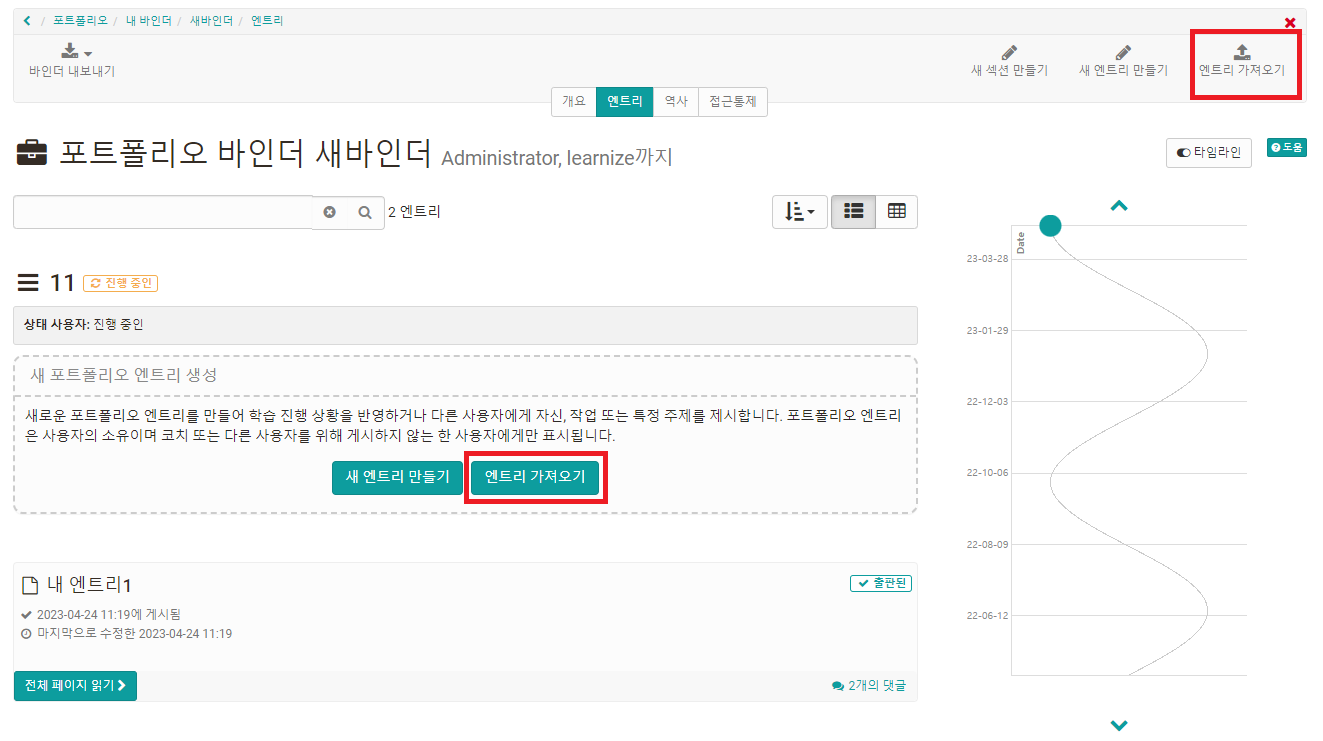 / 포트폴리오 / 내 바인더 / 새바인더 / 엔트리
바인더 내보내기
새 섹션 만들기
새 엔트리 만들기
엔트리 가져오기
개요 엔트리 역사 접근통제
포트폴리오 바인더 새바인더 Administrator, learnize까지
타임라인
도움
2 엔트리
11 진행 중인
상태 사용자: 진행 중인
새 포트폴리오 엔트리 생성
새로운 포트폴리오 엔트리를 만들어 학습 진행 상황을 반영하거나 다른 사용자에게 자신, 작업 또는 특정 주제를 제시합니다. 포트폴리오 엔트리
은 사용자의 소유이며 코치 또는 다른 사용자를 위해 게시하지 않는 한 사용자에게만 표시됩니다.
새 엔트리 만들기
엔트리 가져오기
내 엔트리1
출판된
2023-04-24 11:19에 게시됨
마지막으로 수정한 2023-04-24 11:19
전체 페이지 읽기
2개의 댓글
Date
23-03-28
23-01-29
22-12-03
22-10-06
22-08-09
22-06-12